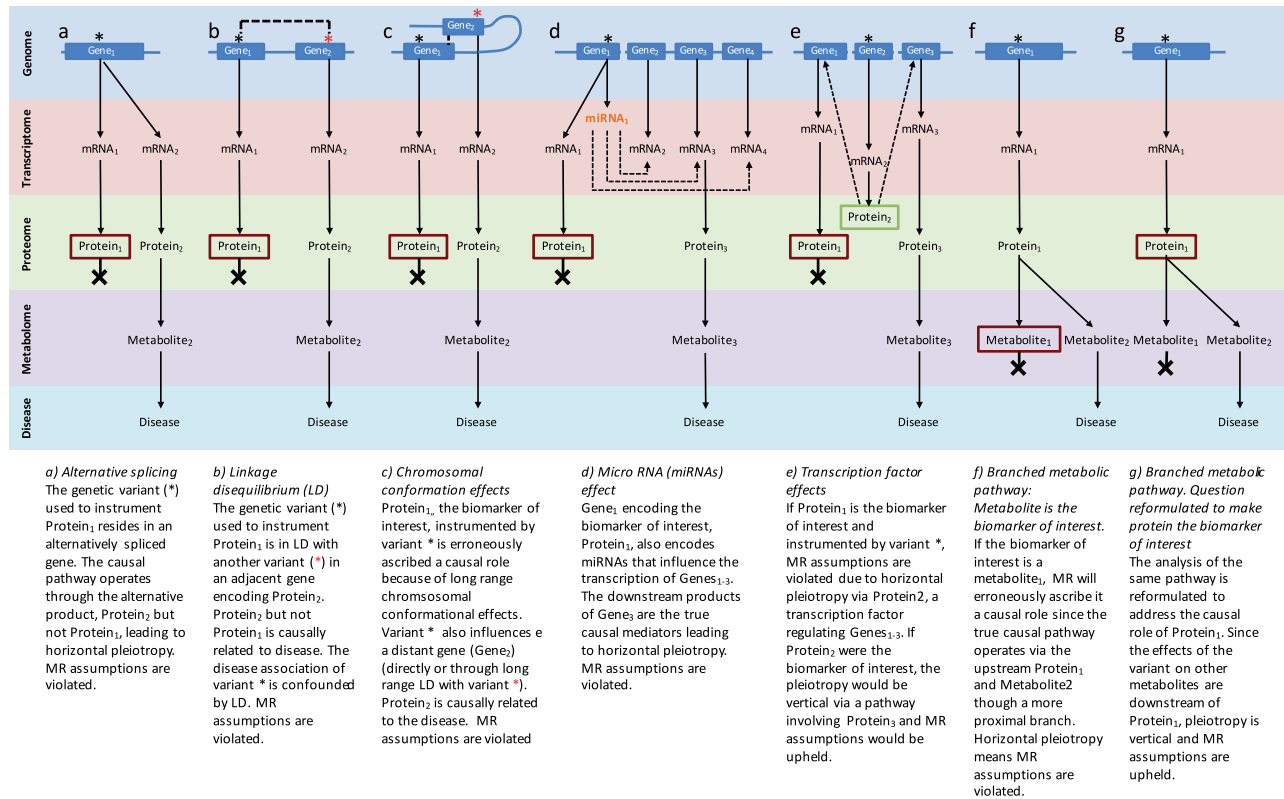 a
b
c
d
e
f
g
Genome
*
Gene₁
*
Gene₁
*
Gene₂
*
Gene₂
*
Gene₁
*
Gene₁
Gene₂
Gene₃
Gene₄
Gene₁
*
Gene₂
Gene₃
*
Gene₁
*
Gene₁
Transcriptome
mRNA₁
mRNA₂
mRNA₁
mRNA₂
mRNA₁
mRNA₂
miRNA₁
mRNA₁
mRNA₂
mRNA₃
mRNA₄
mRNA₁
mRNA₂
mRNA₃
mRNA₁
mRNA₁
Proteome
Protein₁
Protein₂
Protein₁
Protein₂
Protein₁
Protein₂
Protein₁
Protein₃
Protein₂
Protein₁
Protein₃
Protein₁
Protein₁
Metabolome
Metabolite₂
Metabolite₂
Metabolite₂
Metabolite₃
Metabolite₃
Metabolite₁
Metabolite₂
Metabolite₁
Metabolite₂
Disease
Disease
Disease
Disease
Disease
Disease
Disease
Disease
a) Alternative splicing
The genetic variant (*)
used to instrument
Protein₁ resides in an
alternatively spliced
gene. The causal
pathway operates
through the alternative
product, Protein₂ but
not Protein₁, leading to
horizontal pleiotropy.
MR assumptions are
violated.
b) Linkage
disequilibrium (LD)
The genetic variant (*)
used to instrument
Protein₁ is in LD with
another variant (*) in
an adjacent gene
encoding Protein₂.
Protein₂ but not
Protein₁ is causally
related to disease. The
disease association of
variant * is confounded
by LD. MR
assumptions are
violated.
c) Chromosomal
conformation effects
Protein₁,, the biomarker of
interest, instrumented by
variant * is erroneously
ascribed a causal role
because of long range
chromsosomal
conformational effects.
Variant * also influences e
a distant gene (Gene₂)
(directly or through long
range LD with variant *).
Protein₂ is causally related
to the disease. MR
assumptions are violated
d) Micro RNA (miRNAs)
effect
Gene₁ encoding the
biomarker of interest,
Protein₁, also encodes
miRNAs that influence the
transcription of Genes₁₋₃.
The downstream products
of Gene₃ are the true
causal mediators leading
to horizontal pleiotropy.
MR assumptions are
violated.
e) Transcription factor
effects
If Protein₁ is the biomarker
of interest and
instrumented by variant *,
MR assumptions are
violated due to horizontal
pleiotropy via Protein2, a
transcription factor
regulating Genes₁₋₃. If
Protein₂ were the
biomarker of interest, the
pleiotropy would be
vertical via a pathway
involving Protein₃ and MR
assumptions would be
upheld.
f) Branched metabolic
pathway:
Metabolite is the
biomarker of interest.
If the biomarker of
interest is a
metabolite₁, MR will
erroneously ascribe it
a causal role since the
true causal pathway
operates via the
upstream Protein₁
and Metabolite2
though a more
proximal branch.
Horizontal pleiotropy
means MR
assumptions are
violated.
g) Branched metabolic
pathway. Question
reformulated to make
protein the biomarker
of interest
The analysis of the
same pathway is
reformulated to
address the causal
role of Protein₁. Since
the effects of the
variant on other
metabolites are
downstream of
Protein₁, pleiotropy is
vertical and MR
assumptions are
upheld.